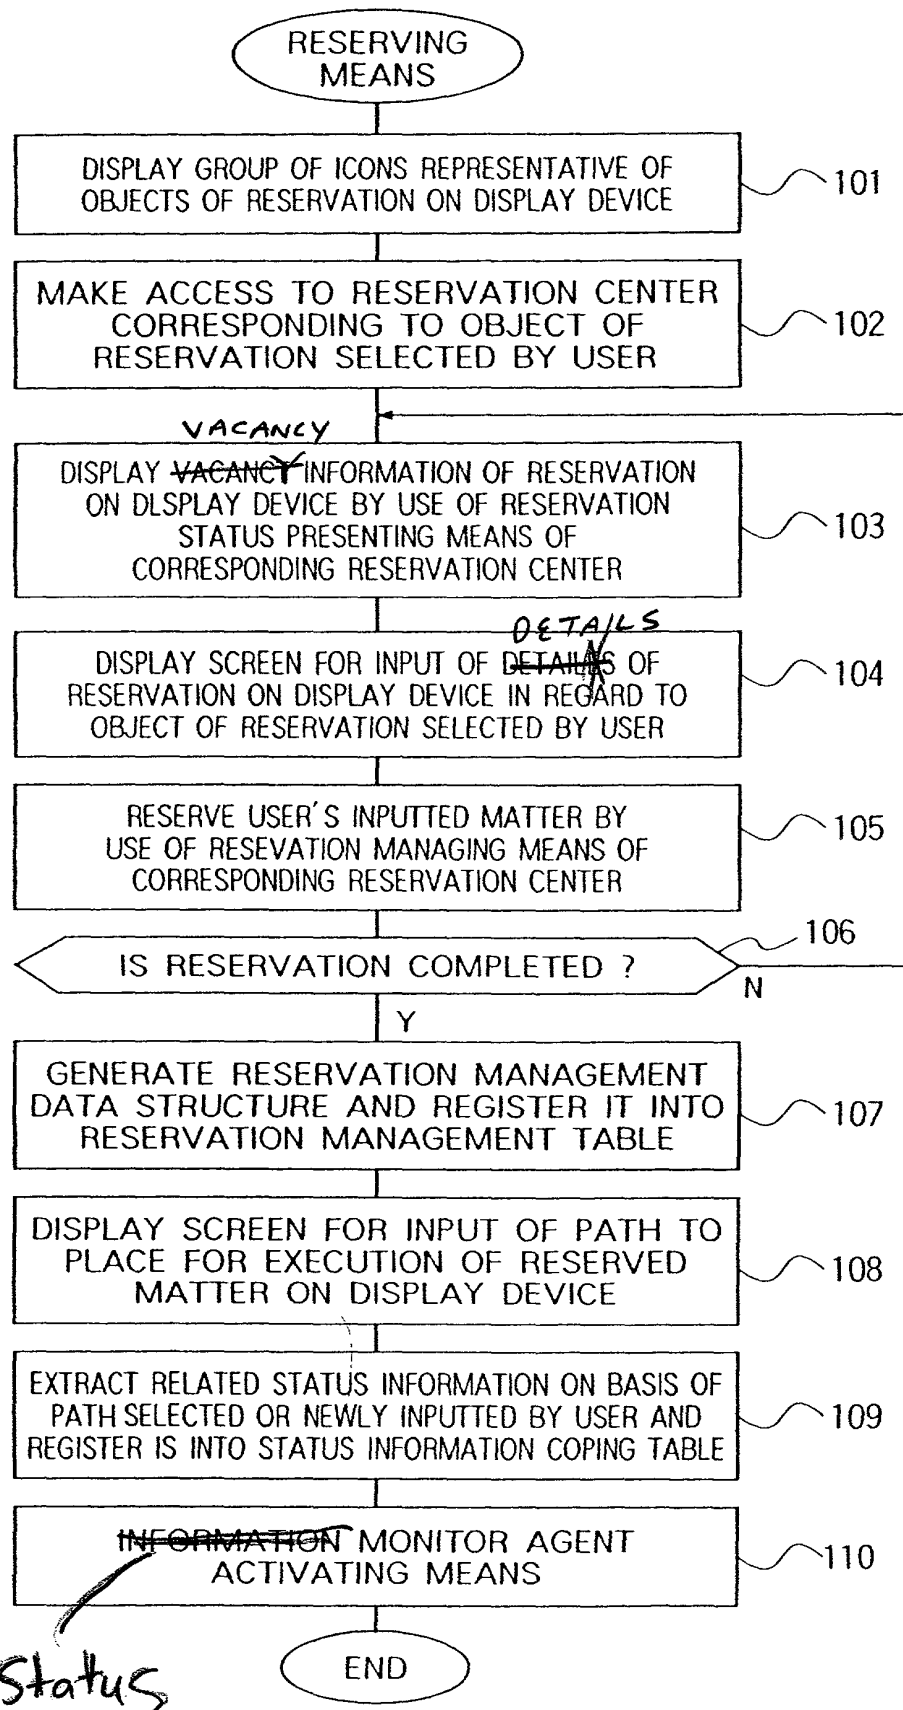 RESERVING
MEANS
DISPLAY GROUP OF ICONS REPRESENTATIVE OF
OBJECTS OF RESERVATION ON DISPLAY DEVICE
101
MAKE ACCESS TO RESERVATION CENTER
CORRESPONDING TO OBJECT OF
RESERVATION SELECTED BY USER
102
VACANCY
DISPLAY VACANCY INFORMATION OF RESERVATION
ON DLSPLAY DEVICE BY USE OF RESERVATION
STATUS PRESENTING MEANS OF
CORRESPONDING RESERVATION CENTER
103
DETAILS
DISPLAY SCREEN FOR INPUT OF DETAILES OF
RESERVATION ON DISPLAY DEVICE IN REGARD TO
OBJECT OF RESERVATION SELECTED BY USER
104
RESERVE USER'S INPUTTED MATTER BY
USE OF RESEVATION MANAGING MEANS OF
CORRESPONDING RESERVATION CENTER
105
IS RESERVATION COMPLETED ?
106
N
Y
GENERATE RESERVATION MANAGEMENT
DATA STRUCTURE AND REGISTER IT INTO
RESERVATION MANAGEMENT TABLE
107
DISPLAY SCREEN FOR INPUT OF PATH TO
PLACE FOR EXECUTION OF RESERVED
MATTER ON DISPLAY DEVICE
108
EXTRACT RELATED STATUS INFORMATION ON BASIS OF
PATH SELECTED OR NEWLY INPUTTED BY USER AND
REGISTER IS INTO STATUS INFORMATION COPING TABLE
109
INFORMATION MONITOR AGENT
ACTIVATING MEANS
110
Status
END